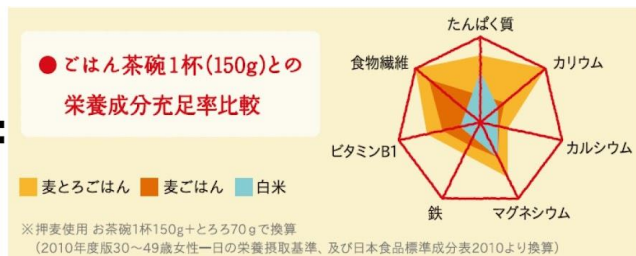 ●ごはん茶碗1杯(150g)との
栄養成分充足率比較
たんぱく質
食物繊維
カリウム
ビタミンB1
カルシウム
鉄
マグネシウム
麦とろごはん
麦ごはん
白米
※押麦使用 お茶碗1杯150g+とろろ70gで換算
(2010年度版30〜49歳女性一日の栄養摂取基準、及び日本食品標準成分表2010より換算)